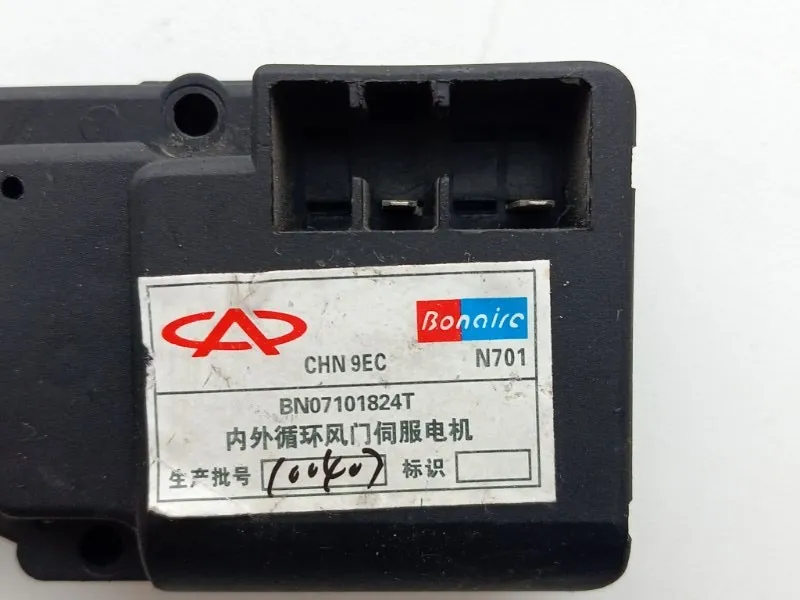 Bonaire
CHN 9EC N701
BN07101824T
内外循环风门伺服电机
生产批号 100407 标识